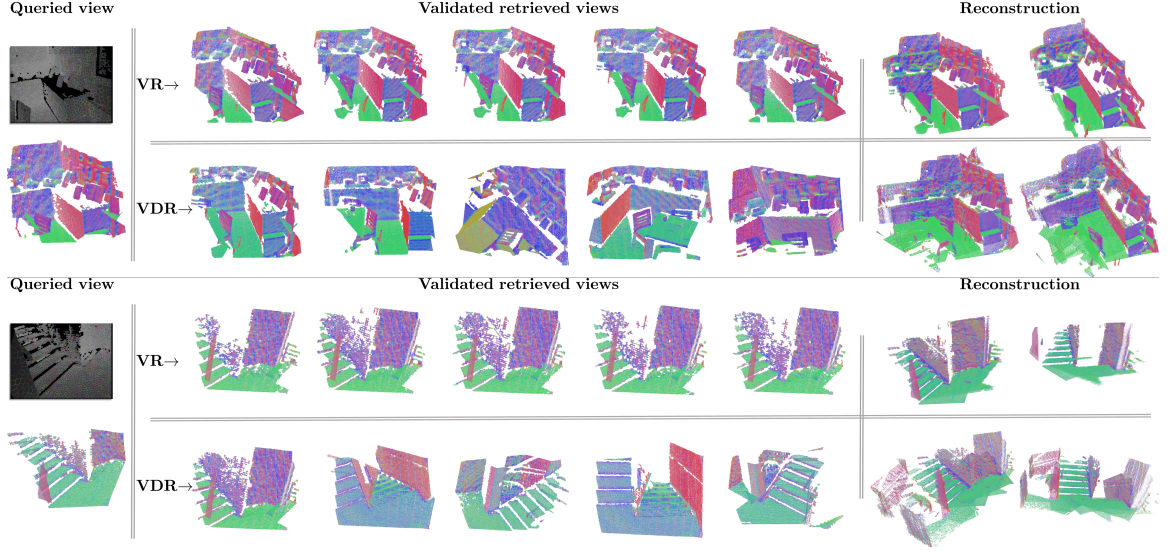 Queried view Validated retrieved views Reconstruction
VR→
VDR→
Queried view Validated retrieved views Reconstruction
VR→
VDR→